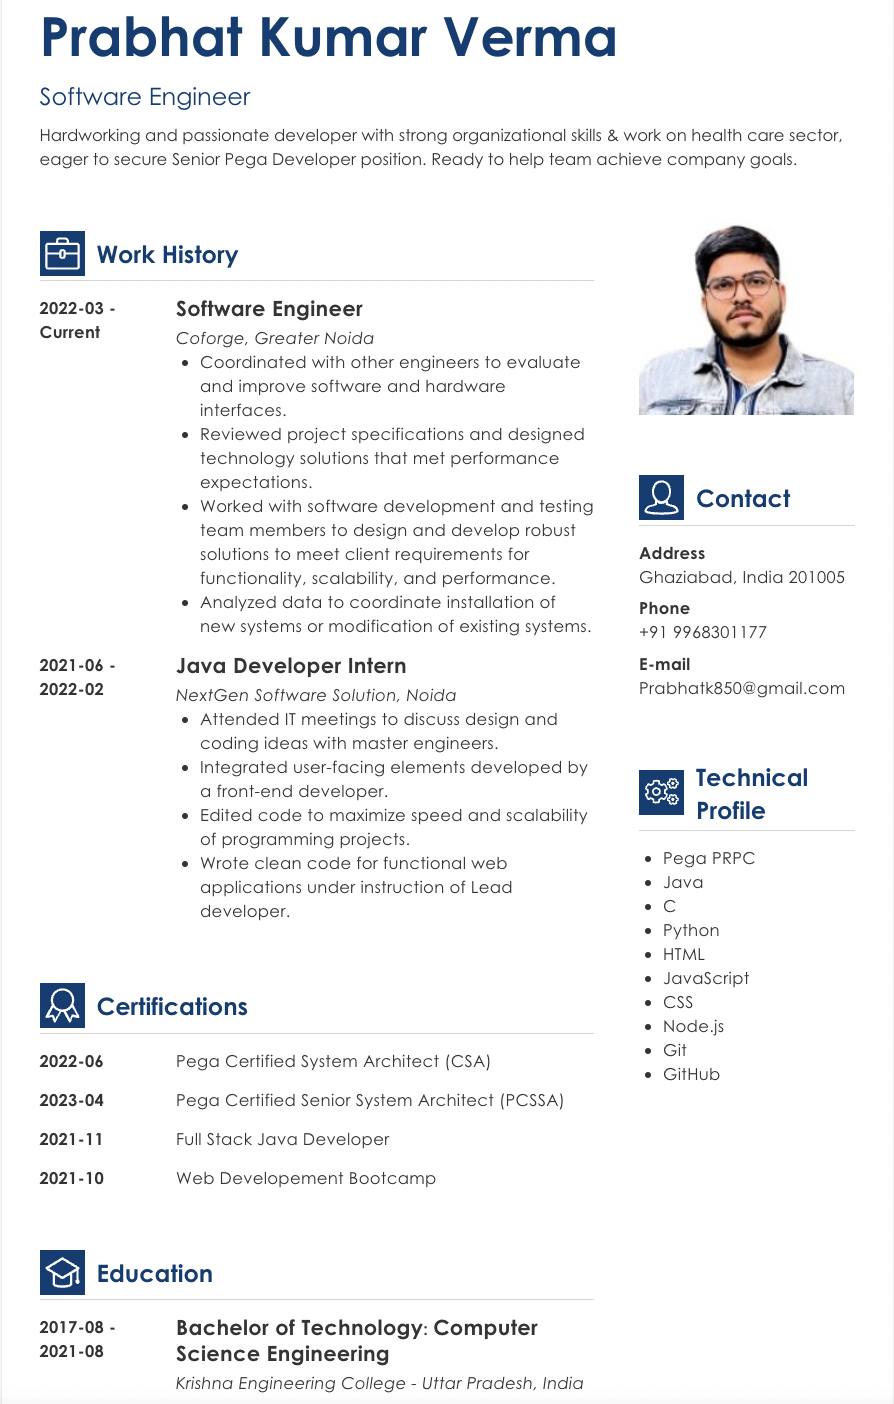 Prabhat Kumar Verma
Software Engineer
Hardworking and passionate developer with strong organizational skills & work on health care sector,
eager to secure Senior Pega Developer position. Ready to help team achieve company goals.
Work History
2022-03 -
Current
Software Engineer
Coforge, Greater Noida
• Coordinated with other engineers to evaluate
and improve software and hardware
interfaces.
• Reviewed project specifications and designed
technology solutions that met performance
expectations.
• Worked with software development and testing
team members to design and develop robust
solutions to meet client requirements for
functionality, scalability, and performance.
• Analyzed data to coordinate installation of
new systems or modification of existing systems.
2021-06 -
2022-02
Java Developer Intern
NextGen Software Solution, Noida
• Attended IT meetings to discuss design and
coding ideas with master engineers.
• Integrated user-facing elements developed by
a front-end developer.
• Edited code to maximize speed and scalability
of programming projects.
• Wrote clean code for functional web
applications under instruction of Lead
developer.
Certifications
2022-06 Pega Certified System Architect (CSA)
2023-04 Pega Certified Senior System Architect (PCSSA)
2021-11 Full Stack Java Developer
2021-10 Web Developement Bootcamp
Education
2017-08 -
2021-08
Bachelor of Technology: Computer
Science Engineering
Krishna Engineering College - Uttar Pradesh, India
Contact
Address
Ghaziabad, India 201005
Phone
+91 9968301177
E-mail
Prabhatk850@gmail.com
Technical
Profile
• Pega PRPC
• Java
• C
• Python
• HTML
• JavaScript
• CSS
• Node.js
• Git
• GitHub